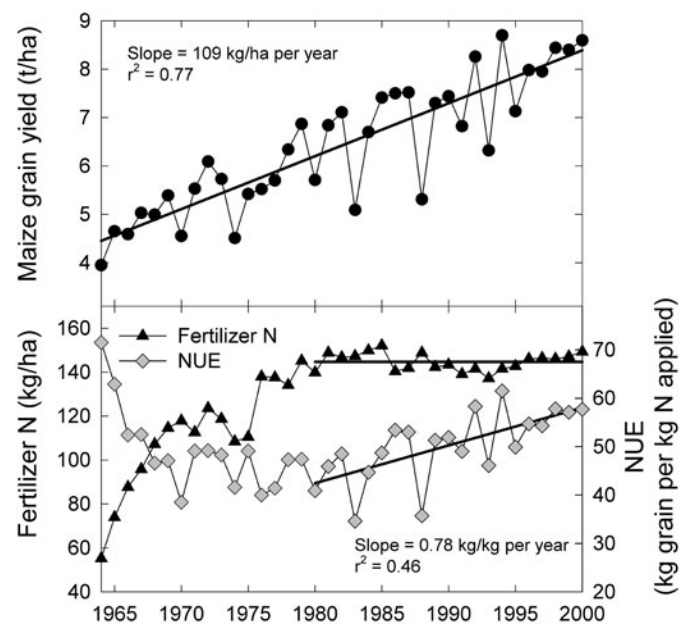 9
8
7
6
5
4
Maize grain yield (t/ha)
Slope = 109 kg/ha per year
r² = 0.77
160
140
120
100
80
60
40
Fertilizer N (kg/ha)
Fertilizer N
NUE
70
60
50
40
30
20
NUE
(kg grain per kg N applied)
Slope = 0.78 kg/kg per year
r² = 0.46
1965 1970 1975 1980 1985 1990 1995 2000